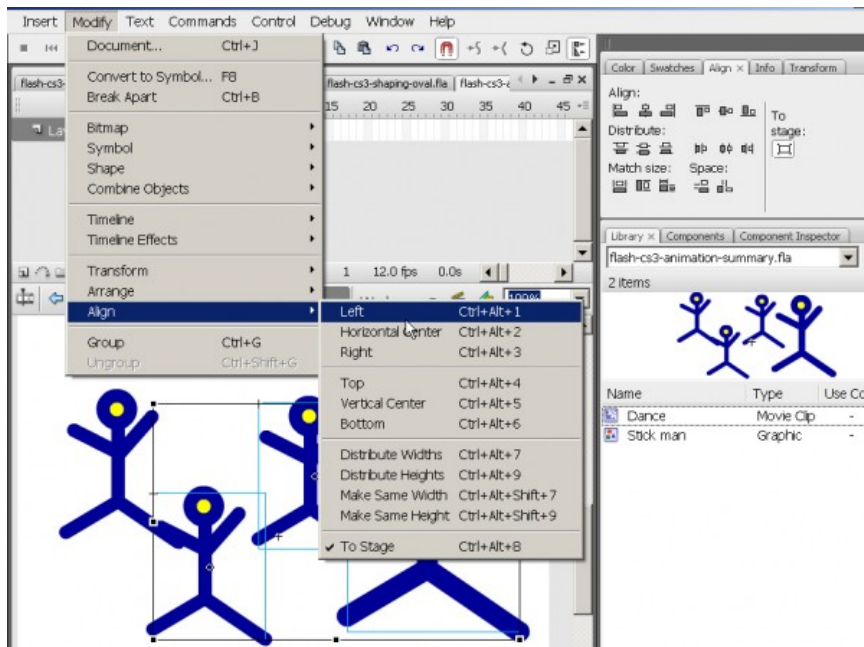 Insert Modify Text Commands Control Debug Window Help
Document... Ctrl+J
Convert to Symbol... F8
Break Apart Ctrl+B
Bitmap
Symbol
Shape
Combine Objects
Timeline
Timeline Effects
Transform
Arrange
Align
Group Ctrl+G
Ungroup Ctrl+Shift+G
Left Ctrl+Alt+1
Horizontal Center Ctrl+Alt+2
Right Ctrl+Alt+3
Top Ctrl+Alt+4
Vertical Center Ctrl+Alt+5
Bottom Ctrl+Alt+6
Distribute Widths Ctrl+Alt+7
Distribute Heights Ctrl+Alt+9
Make Same Width Ctrl+Alt+Shift+7
Make Same Height Ctrl+Alt+Shift+9
To Stage Ctrl+Alt+8
flash-cs3- flash-cs3-shaping-oval.fla flash-cs3-
15 20 25 30 35 40 45
La
1 12.0 fps 0.0s
100%
Color Swatches Align × Info Transform
Align:
To
stage:
Distribute:
Match size: Space:
Library × Components Component Inspector
flash-cs3-animation-summary.fla
2 items
Name Type Use Co
Dance Movie Clip -
Stick man Graphic -